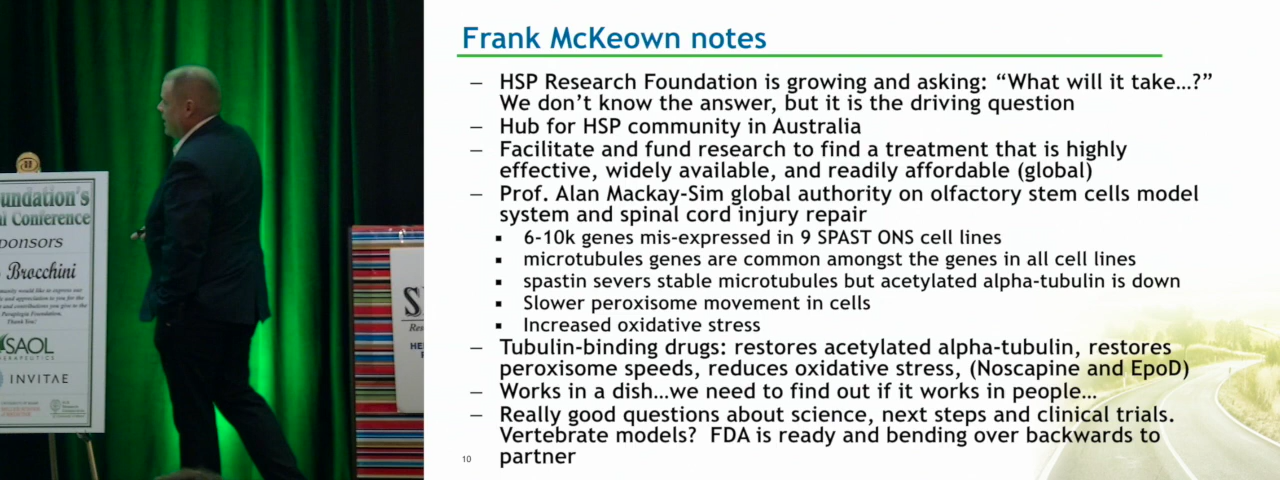 Frank McKeown notes
– HSP Research Foundation is growing and asking: “What will it take…?”
We don’t know the answer, but it is the driving question
– Hub for HSP community in Australia
– Facilitate and fund research to find a treatment that is highly
effective, widely available, and readily affordable (global)
– Prof. Alan Mackay-Sim global authority on olfactory stem cells model
system and spinal cord injury repair
▪ 6-10k genes mis-expressed in 9 SPAST ONS cell lines
▪ microtubules genes are common amongst the genes in all cell lines
▪ spastin severs stable microtubules but acetylated alpha-tubulin is down
▪ Slower peroxisome movement in cells
▪ Increased oxidative stress
– Tubulin-binding drugs: restores acetylated alpha-tubulin, restores
peroxisome speeds, reduces oxidative stress, (Noscapine and EpoD)
– Works in a dish…we need to find out if it works in people…
– Really good questions about science, next steps and clinical trials.
Vertebrate models?  FDA is ready and bending over backwards to
partner
10
undation's
l Conference
ponsors
Brocchini
Thank You!
SAOL
THERAPEUTICS
INVITAE